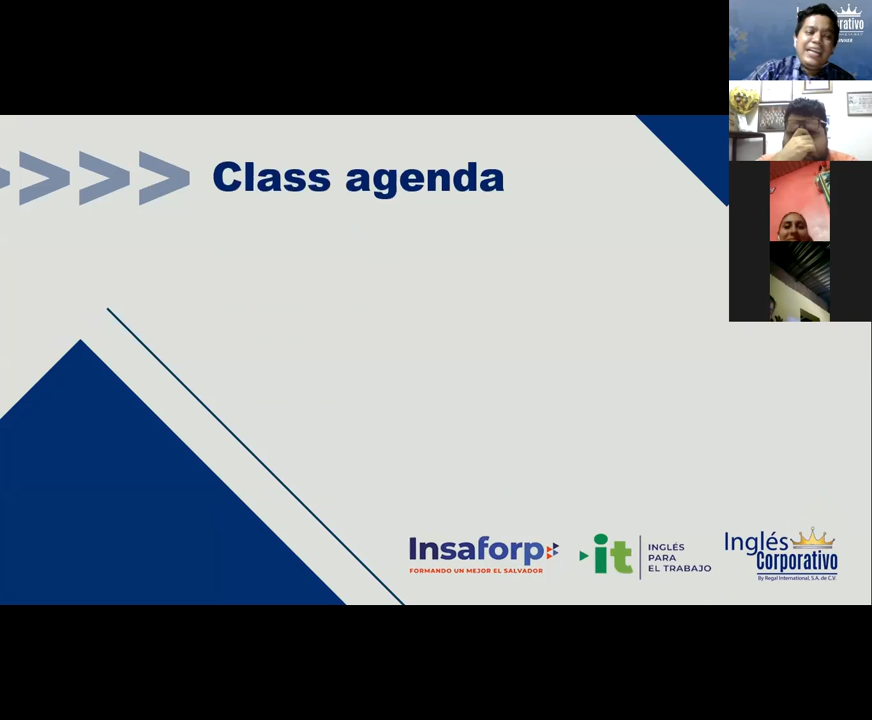 Class agenda
Insaforp
FORMANDO UN MEJOR EL SALVADOR
it
INGLÉS
PARA
EL TRABAJO
Inglés
Corporativo
By Regal International, S.A. de C.V.